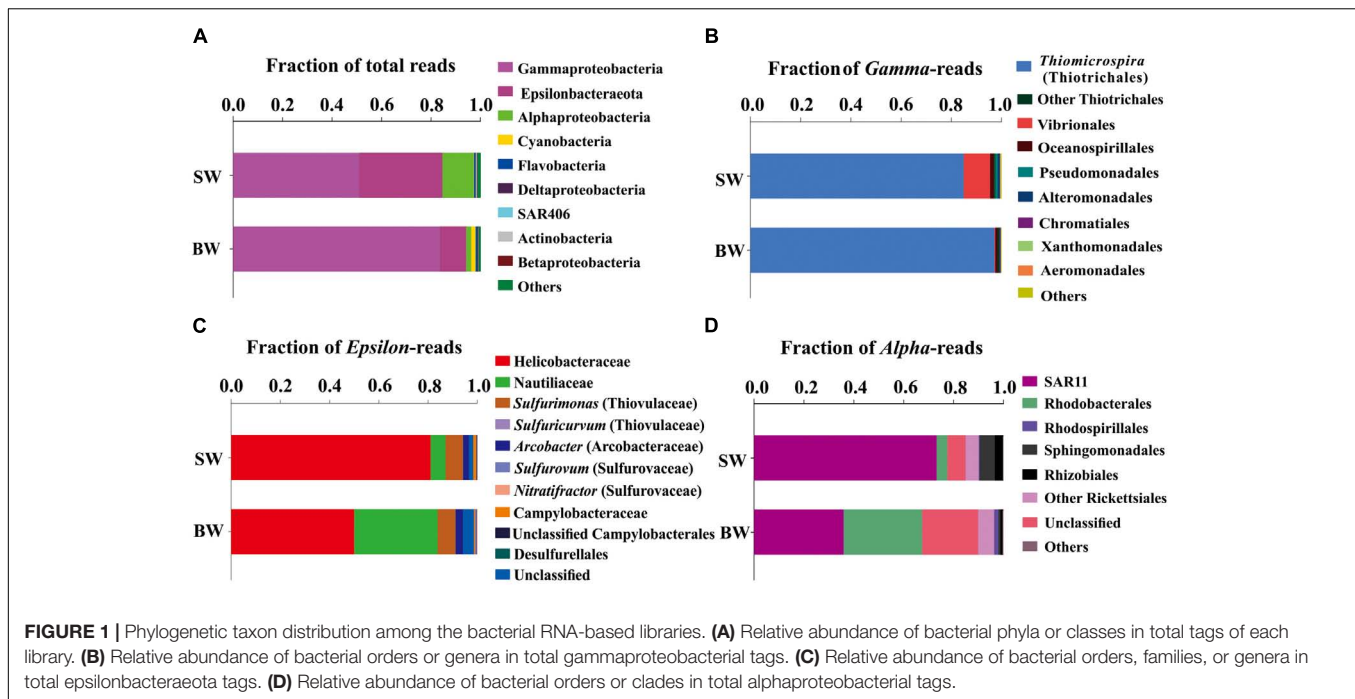 A
Fraction of total reads
0.0 0.2 0.4 0.6 0.8 1.0
SW
BW
Gammaproteobacteria
Epsilonbacteraeota
Alphaproteobacteria
Cyanobacteria
Flavobacteria
Deltaproteobacteria
SAR406
Actinobacteria
Betaproteobacteria
Others
B
Fraction of Gamma-reads
0.0 0.2 0.4 0.6 0.8 1.0
SW
BW
Thiomicrospira
(Thiotrichales)
Other Thiotrichales
Vibrionales
Oceanospirillales
Pseudomonadales
Alteromonadales
Chromatiales
Xanthomonadales
Aeromonadales
Others
C
Fraction of Epsilon-reads
0.0 0.2 0.4 0.6 0.8 1.0
SW
BW
Helicobacteraceae
Nautiliaceae
Sulfurimonas (Thiovulaceae)
Sulfuricurvum (Thiovulaceae)
Arcobacter (Arcobacteraceae)
Sulfurovum (Sulfurovaceae)
Nitratifractor (Sulfurovaceae)
Campylobacteraceae
Unclassified Campylobacterales
Desulfurellales
Unclassified
D
Fraction of Alpha-reads
0.0 0.2 0.4 0.6 0.8 1.0
SW
BW
SAR11
Rhodobacterales
Rhodospirillales
Sphingomonadales
Rhizobiales
Other Rickettsiales
Unclassified
Others
FIGURE 1 | Phylogenetic taxon distribution among the bacterial RNA-based libraries. (A) Relative abundance of bacterial phyla or classes in total tags of each
library. (B) Relative abundance of bacterial orders or genera in total gammaproteobacterial tags. (C) Relative abundance of bacterial orders, families, or genera in
total epsilonbacteraeota tags. (D) Relative abundance of bacterial orders or clades in total alphaproteobacterial tags.